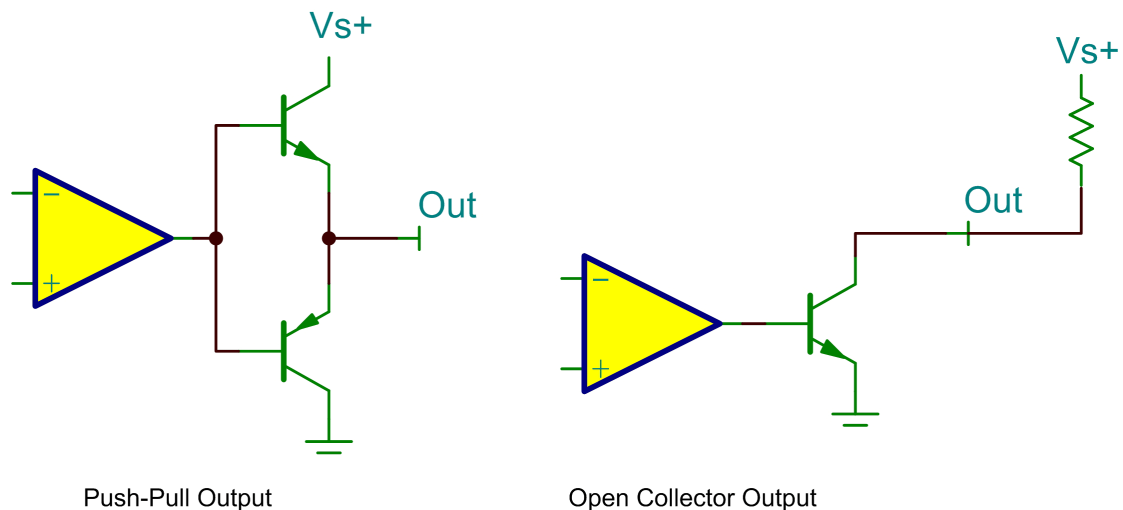 Vs+
Out
−
+
Push-Pull Output
Vs+
Out
−
+
Open Collector Output